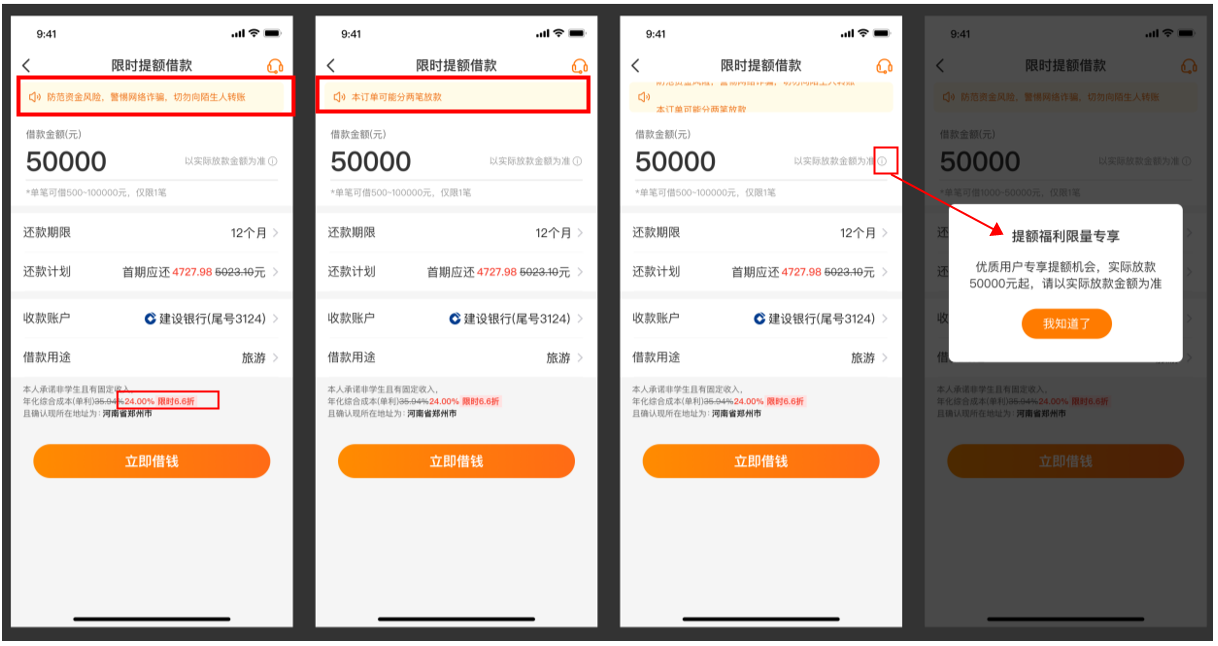 9:41
限时提额借款
防范资金风险，警惕网络诈骗，切勿向陌生人转账
借款金额(元)
50000
以实际放款金额为准
*单笔可借500~100000元，仅限1笔
还款期限
12个月
还款计划
首期应还 4727.98 5023.10元
收款账户
建设银行(尾号3124)
借款用途
旅游
本人承诺非学生且有固定收入，
年化综合成本(单利)35.94%24.00% 限时6.6折
且确认现所在地址为：河南省郑州市
立即借钱
9:41
限时提额借款
本订单可能分两笔放款
借款金额(元)
50000
以实际放款金额为准
*单笔可借500~100000元，仅限1笔
还款期限
12个月
还款计划
首期应还 4727.98 5023.10元
收款账户
建设银行(尾号3124)
借款用途
旅游
本人承诺非学生且有固定收入，
年化综合成本(单利)35.94%24.00% 限时6.6折
且确认现所在地址为：河南省郑州市
立即借钱
9:41
限时提额借款
防范资金风险，警惕网络诈骗，切勿向陌生人转账
本订单可能分两笔放款
借款金额(元)
50000
以实际放款金额为准
*单笔可借500~100000元，仅限1笔
还款期限
12个月
还款计划
首期应还 4727.98 5023.10元
收款账户
建设银行(尾号3124)
借款用途
旅游
本人承诺非学生且有固定收入，
年化综合成本(单利)35.94%24.00% 限时6.6折
且确认现所在地址为：河南省郑州市
立即借钱
9:41
限时提额借款
防范资金风险，警惕网络诈骗，切勿向陌生人转账
借款金额(元)
50000
以实际放款金额为准
*单笔可借1000~50000元，仅限1笔
还
提额福利限量专享
还
优质用户专享提额机会，实际放款
50000元起，请以实际放款金额为准
收
我知道了
借
本人承诺非学生且有固定收入，
年化综合成本(单利)35.94%24.00% 限时6.6折
且确认现所在地址为：河南省郑州市
立即借钱